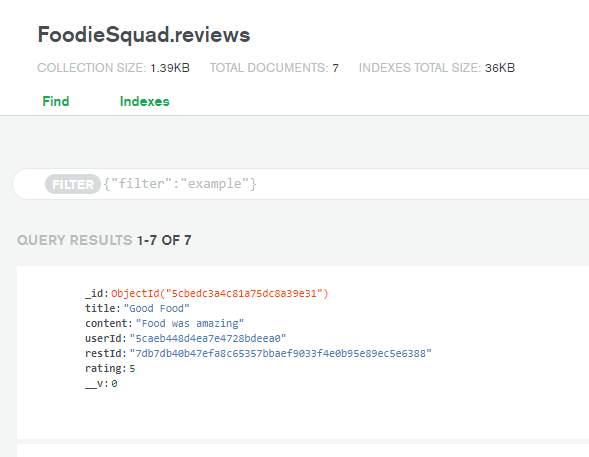 FoodieSquad.reviews
COLLECTION SIZE: 1.39KB TOTAL DOCUMENTS: 7 INDEXES TOTAL SIZE: 36KB
Find Indexes
FILTER {"filter":"example"}
QUERY RESULTS 1-7 OF 7
_id: ObjectId("5cbedc3a4c81a75dc8a39e31")
title: "Good Food"
content: "Food was amazing"
userId: "5caeb448d4ea7e4728bdeea0"
restId: "7db7db40b47efa8c65357bbaef9033f4e0b95e89ec5e6388"
rating: 5
__v: 0